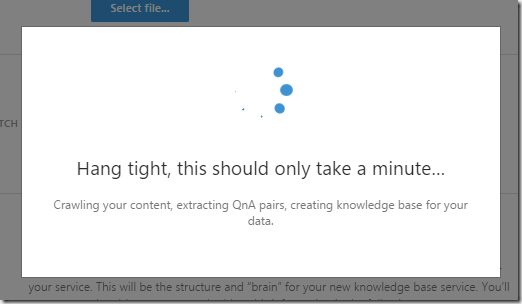 Select file...
TCH
Hang tight, this should only take a minute...
Crawling your content, extracting QnA pairs, creating knowledge base for your
data.
your service. This will be the structure and “brain” for your new knowledge base service. You’ll